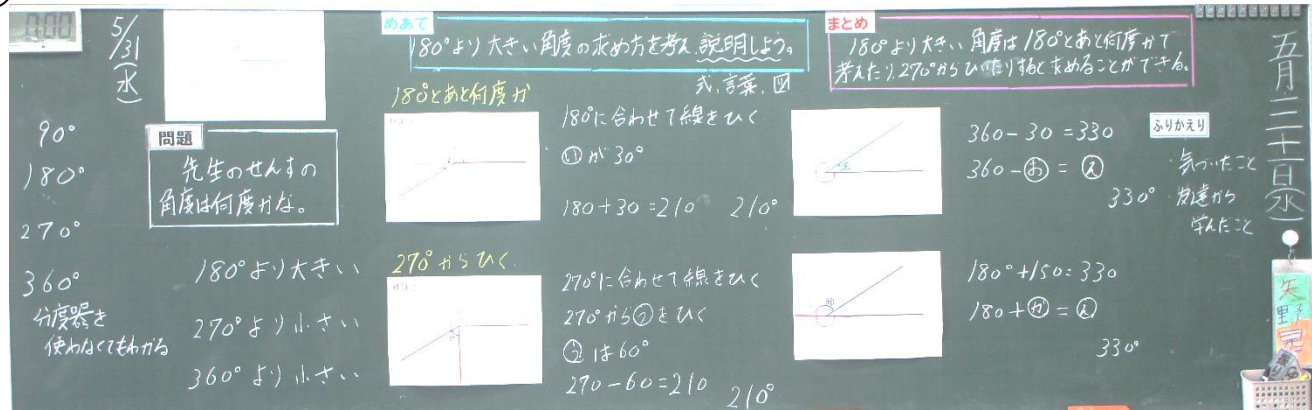 5/31
(水)
90°
180°
270°
360°
分度器を
使わなくてもわかる
問題
先生のせんすの
角度は何度かな。
180°より大きい
270°より小さい
360°より小さい
めあて
180°より大きい角度の求め方を考え、説明しよう。
式、言葉、図
180°とあと何度か
180°に合わせて線をひく
㋑が30°
180+30=210 210°
270°からひく
270°に合わせて線をひく
270°から㋒をひく
㋒は60°
270-60=210 210°
まとめ
180°より大きい角度は180°とあと何度かで
考えたり、270°からひいたりすると求めることができる。
360-30=330
360-㋔=㋓
330°
180°+150=330
180+㋕=㋓
330°
ふりかえり
・気づいたこと
・友達から
学んだこと
五月三十一日(水)